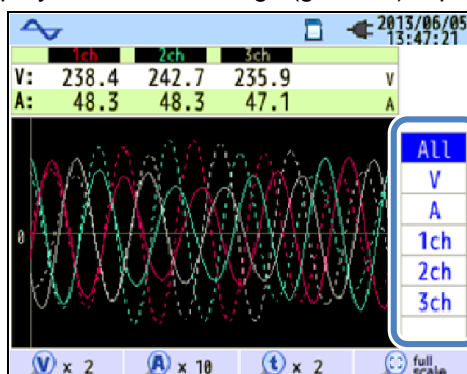 2013/06/05
13:47:21
1ch 2ch 3ch
V: 238.4 242.7 235.9 V
A: 48.3 48.3 47.1 A
0
All
V
A
1ch
2ch
3ch
V x 2 A x 10 t x 2 full
scale